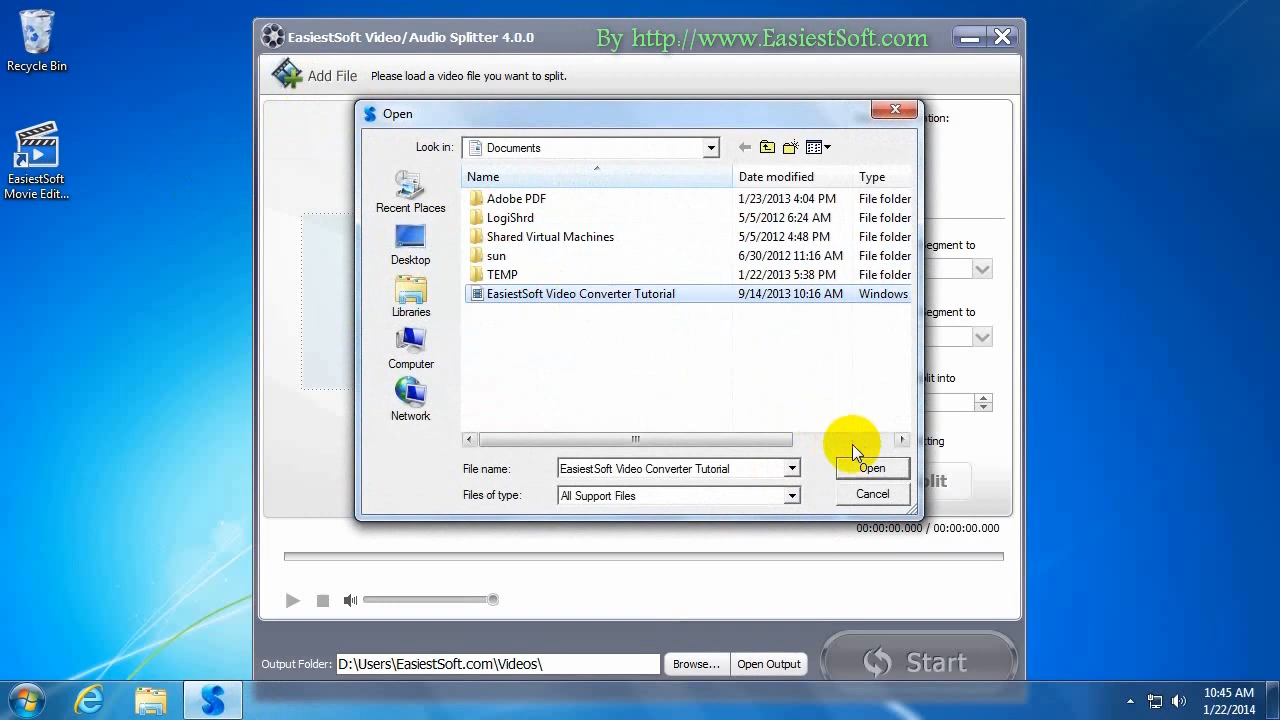 Recycle Bin
EasiestSoft
Movie Edit...
EasiestSoft Video/Audio Splitter 4.0.0
By http://www.EasiestSoft.com
Add File
Please load a video file you want to split.
Open
Look in:
Documents
Recent Places
Desktop
Libraries
Computer
Network
Name Date modified Type
Adobe PDF 1/23/2013 4:04 PM File folder
LogiShrd 5/5/2012 6:24 AM File folder
Shared Virtual Machines 5/5/2012 4:48 PM File folder
sun 6/30/2012 11:16 AM File folder
TEMP 1/22/2013 5:38 PM File folder
EasiestSoft Video Converter Tutorial 9/14/2013 10:16 AM Windows
File name: EasiestSoft Video Converter Tutorial Open
Files of type: All Support Files Cancel
Segment to
Segment to
00:00:00.000 / 00:00:00.000
Output Folder: D:\Users\EasiestSoft.com\Videos\ Browse... Open Output
Start
10:45 AM
1/22/2014